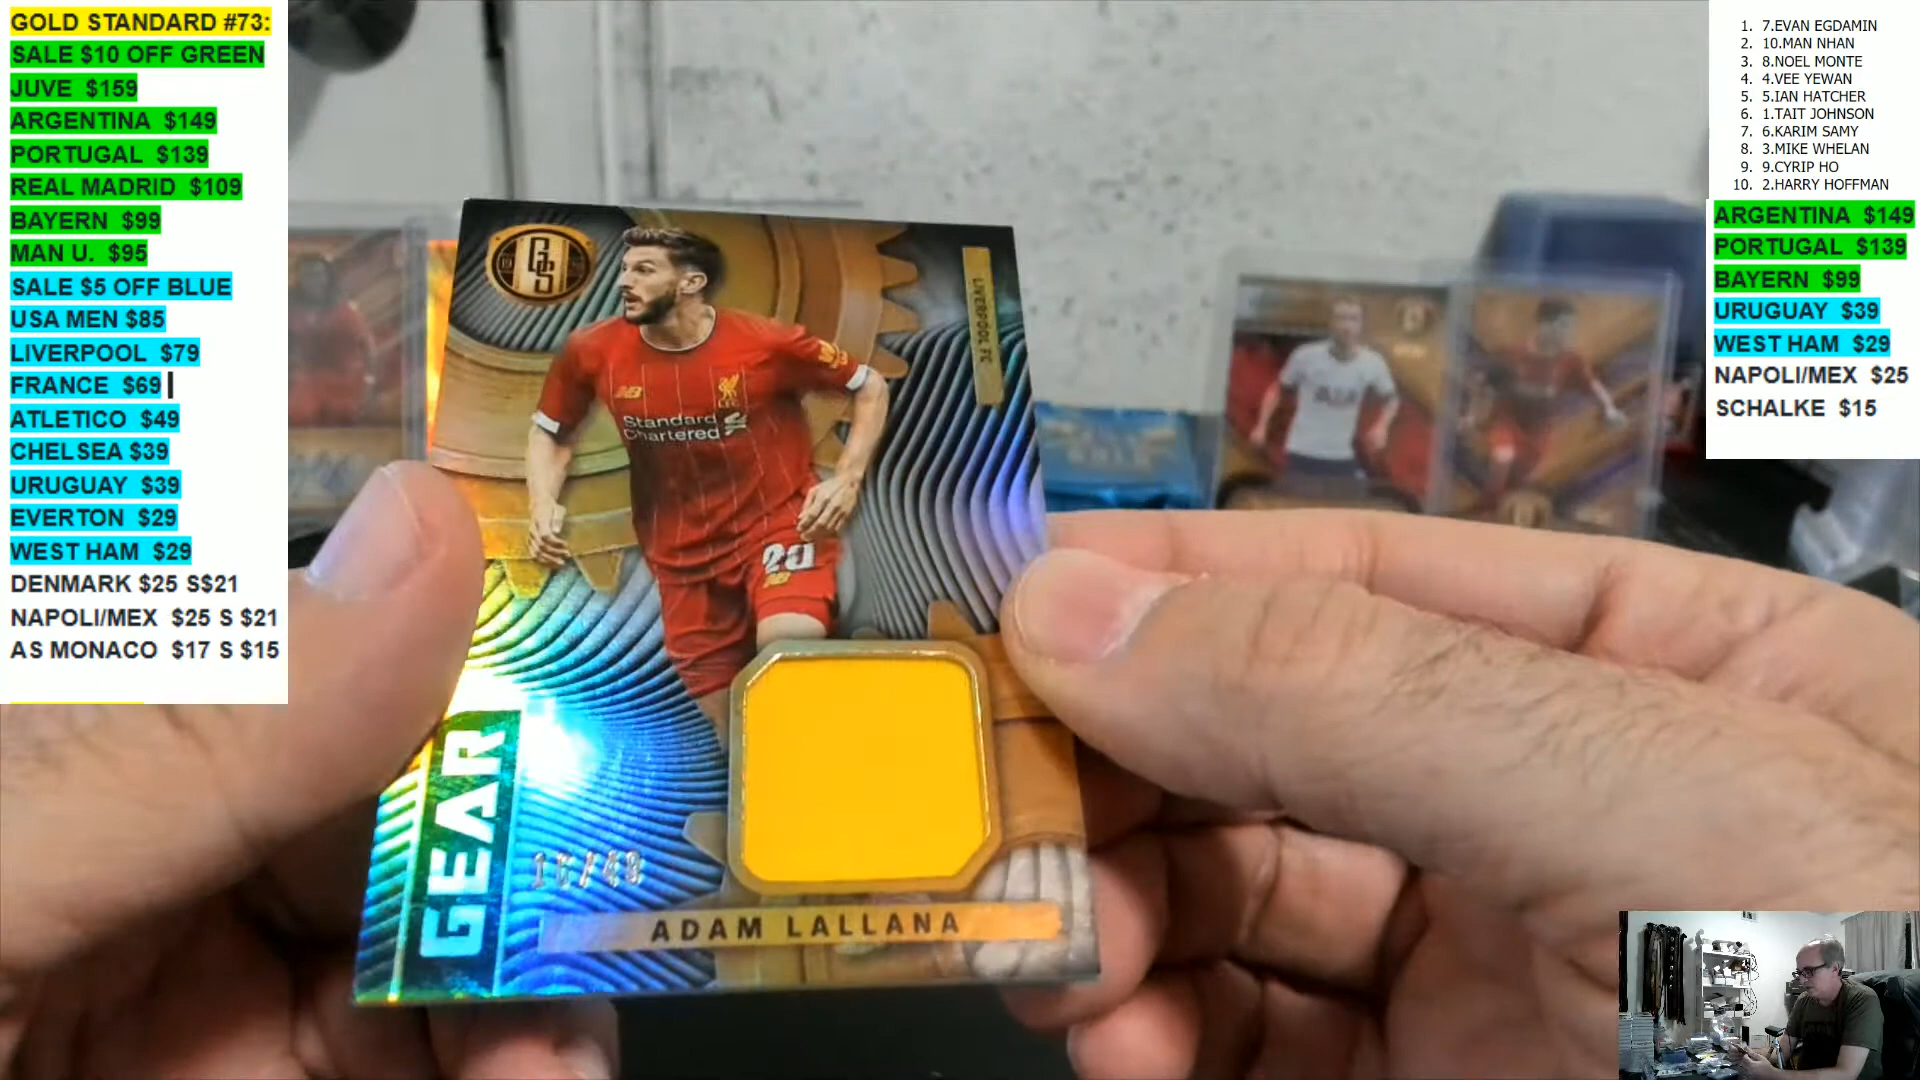 GOLD STANDARD #73:
SALE $10 OFF GREEN
JUVE $159
ARGENTINA $149
PORTUGAL $139
REAL MADRID $109
BAYERN $99
MAN U. $95
SALE $5 OFF BLUE
USA MEN $85
LIVERPOOL $79
FRANCE $69
ATLETICO $49
CHELSEA $39
URUGUAY $39
EVERTON $29
WEST HAM $29
DENMARK $25 S$21
NAPOLI/MEX $25 S $21
AS MONACO $17 S $15
GS
LIVERPOOL FC
Standard
Chartered
20
GEAR
ADAM LALLANA
1. 7.EVAN EGDAMIN
2. 10.MAN NHAN
3. 8.NOEL MONTE
4. 4.VEE YEWAN
5. 5.IAN HATCHER
6. 1.TAIT JOHNSON
7. 6.KARIM SAMY
8. 3.MIKE WHELAN
9. 9.CYRIP HO
10. 2.HARRY HOFFMAN
ARGENTINA $149
PORTUGAL $139
BAYERN $99
URUGUAY $39
WEST HAM $29
NAPOLI/MEX $25
SCHALKE $15